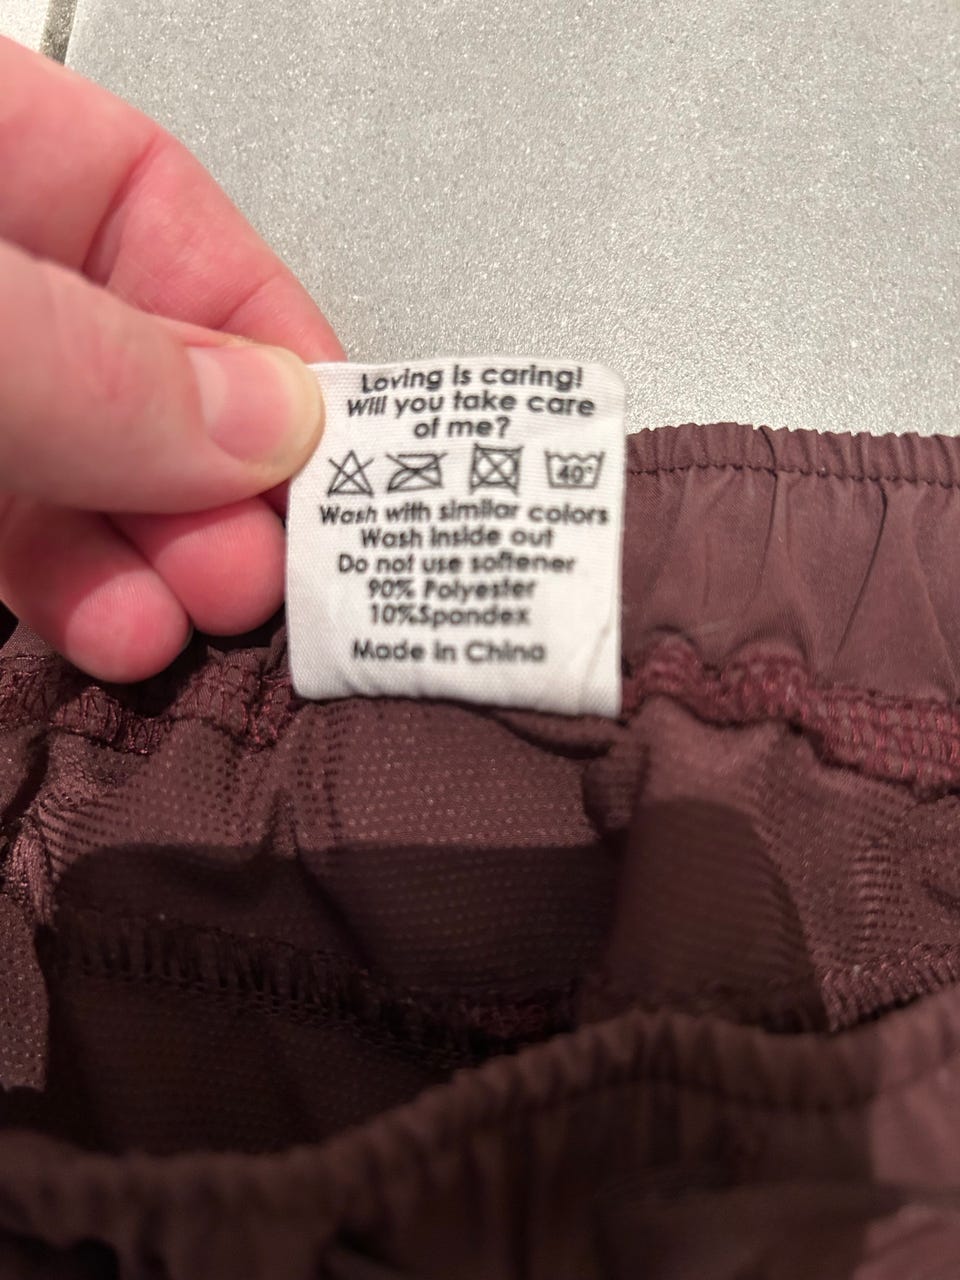 Loving is caring!
Will you take care
of me?
40°
Wash with similar colors
Wash inside out
Do not use softener
90% Polyester
10%Spandex
Made in China